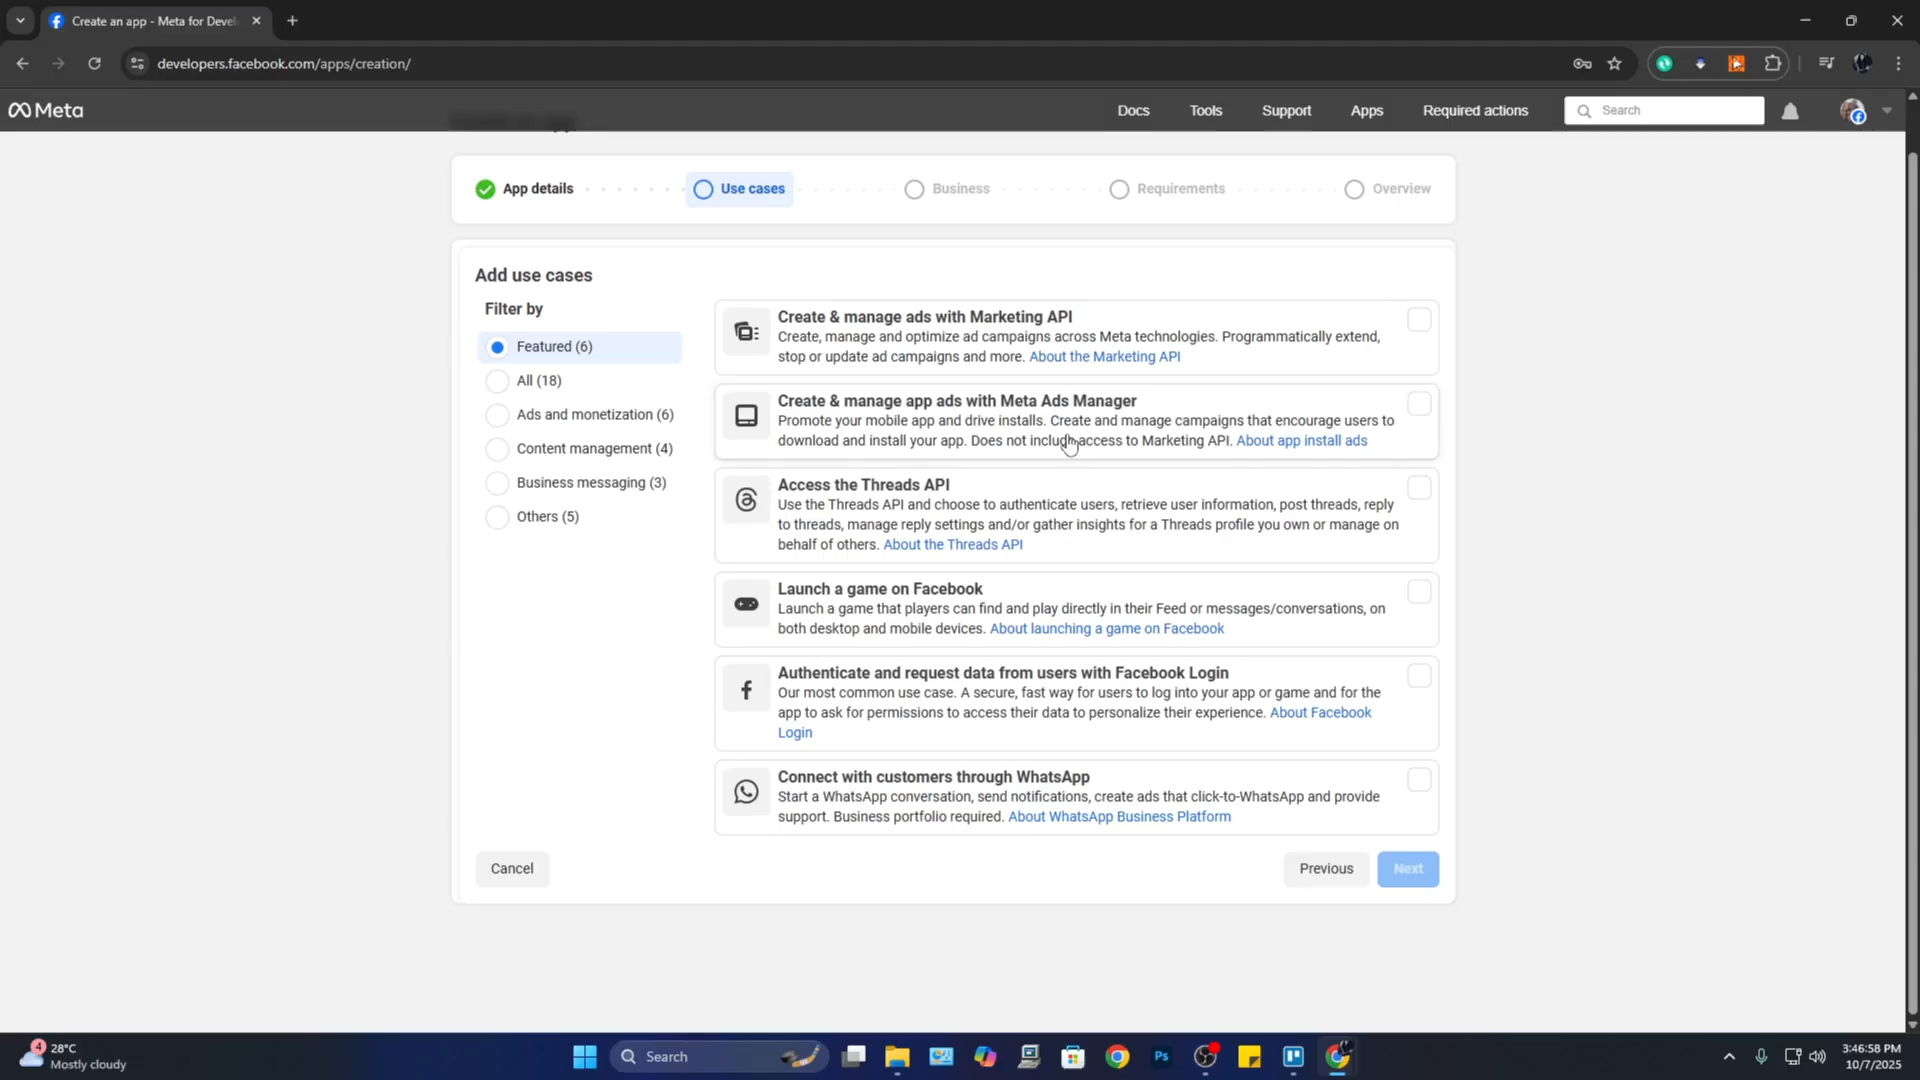 Create an app - Meta for Devel
developers.facebook.com/apps/creation/
Meta
Docs
Tools
Support
Apps
Required actions
Search
App details
Use cases
Business
Requirements
Overview
Add use cases
Filter by
Featured (6)
All (18)
Ads and monetization (6)
Content management (4)
Business messaging (3)
Others (5)
Create & manage ads with Marketing API
Create, manage and optimize ad campaigns across Meta technologies. Programmatically extend,
stop or update ad campaigns and more. About the Marketing API
Create & manage app ads with Meta Ads Manager
Promote your mobile app and drive installs. Create and manage campaigns that encourage users to
download and install your app. Does not include access to Marketing API. About app install ads
Access the Threads API
Use the Threads API and choose to authenticate users, retrieve user information, post threads, reply
to threads, manage reply settings and/or gather insights for a Threads profile you own or manage on
behalf of others. About the Threads API
Launch a game on Facebook
Launch a game that players can find and play directly in their Feed or messages/conversations, on
both desktop and mobile devices. About launching a game on Facebook
Authenticate and request data from users with Facebook Login
Our most common use case. A secure, fast way for users to log into your app or game and for the
app to ask for permissions to access their data to personalize their experience. About Facebook
Login
Connect with customers through WhatsApp
Start a WhatsApp conversation, send notifications, create ads that click-to-WhatsApp and provide
support. Business portfolio required. About WhatsApp Business Platform
Cancel
Previous
Next
4
28°C
Mostly cloudy
Search
Ps
3:46:58 PM
10/7/2025